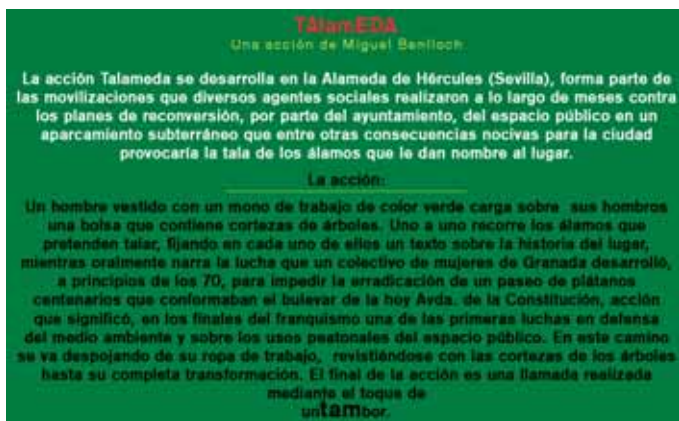 TAlamEDA
Una acción de Miguel Benlloch
La acción Talameda se desarrolla en la Alameda de Hércules (Sevilla), forma parte de
las movilizaciones que diversos agentes sociales realizaron a lo largo de meses contra
los planes de reconversión, por parte del ayuntamiento, del espacio público en un
aparcamiento subterráneo que entre otras consecuencias nocivas para la ciudad
provocaría la tala de los álamos que le dan nombre al lugar.
La acción:
Un hombre vestido con un mono de trabajo de color verde carga sobre sus hombros
una bolsa que contiene cortezas de árboles. Uno a uno recorre los álamos que
pretenden talar, fijando en cada uno de ellos un texto sobre la historia del lugar,
mientras oralmente narra la lucha que un colectivo de mujeres de Granada desarrolló,
a principios de los 70, para impedir la erradicación de un paseo de plátanos
centenarios que conformaban el bulevar de la hoy Avda. de la Constitución, acción
que significó, en los finales del franquismo una de las primeras luchas en defensa
del medio ambiente y sobre los usos peatonales del espacio público. En este camino
se va despojando de su ropa de trabajo, revistiéndose con las cortezas de los árboles
hasta su completa transformación. El final de la acción es una llamada realizada
mediante el toque de
untambor.